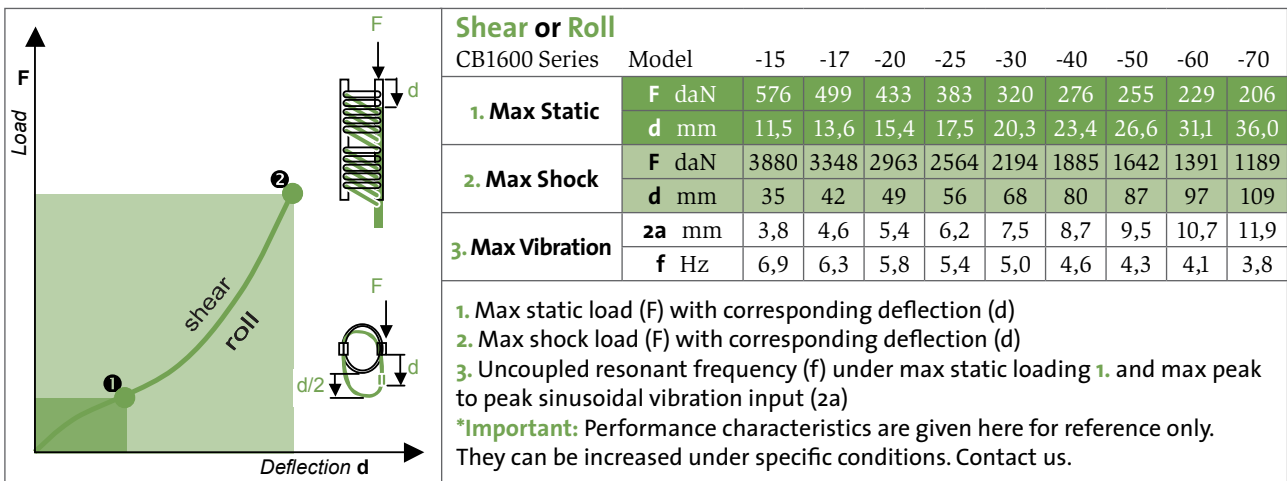 F
Load
❶
❷
shear
roll
Deflection d
F
d
F
d
d/2
Shear or Roll
CB1600 Series Model -15 -17 -20 -25 -30 -40 -50 -60 -70
1. Max Static
F daN 576 499 433 383 320 276 255 229 206
d mm 11,5 13,6 15,4 17,5 20,3 23,4 26,6 31,1 36,0
2. Max Shock
F daN 3880 3348 2963 2564 2194 1885 1642 1391 1189
d mm 35 42 49 56 68 80 87 97 109
3. Max Vibration
2a mm 3,8 4,6 5,4 6,2 7,5 8,7 9,5 10,7 11,9
f Hz 6,9 6,3 5,8 5,4 5,0 4,6 4,3 4,1 3,8
1. Max static load (F) with corresponding deflection (d)
2. Max shock load (F) with corresponding deflection (d)
3. Uncoupled resonant frequency (f) under max static loading 1. and max peak
to peak sinusoidal vibration input (2a)
*Important: Performance characteristics are given here for reference only.
They can be increased under specific conditions. Contact us.